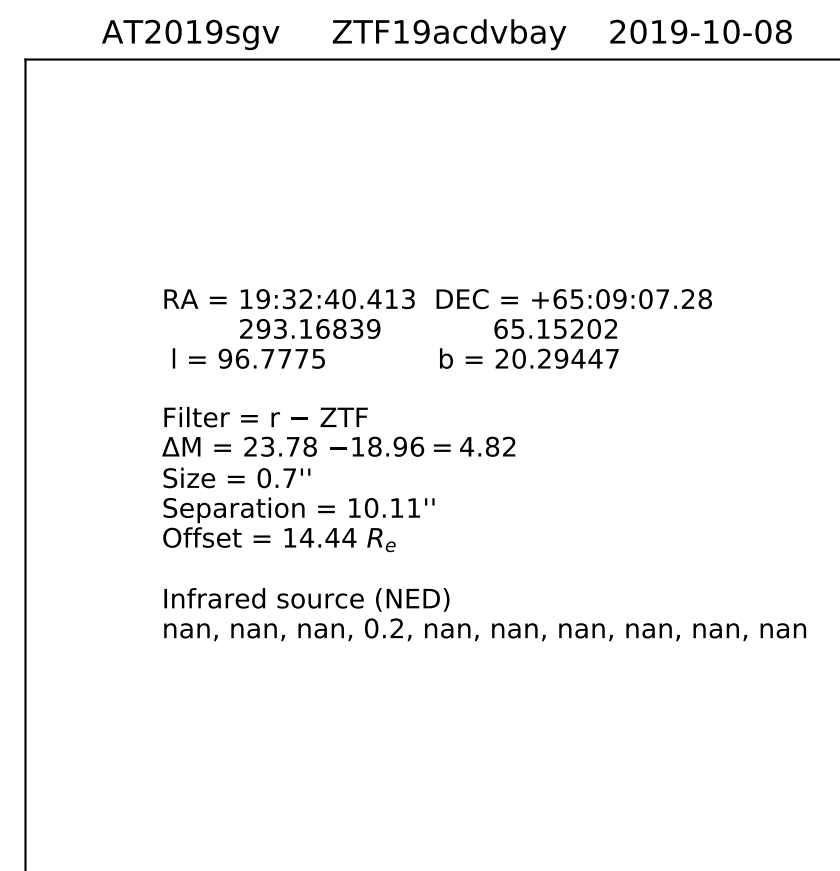 AT2019sgv ZTF19acdvbay 2019-10-08
RA = 19:32:40.413 DEC = +65:09:07.28
293.16839 65.15202
l = 96.7775 b = 20.29447
Filter = r − ZTF
ΔM = 23.78 −18.96 = 4.82
Size = 0.7''
Separation = 10.11''
Offset = 14.44 Rₑ
Infrared source (NED)
nan, nan, nan, 0.2, nan, nan, nan, nan, nan, nan